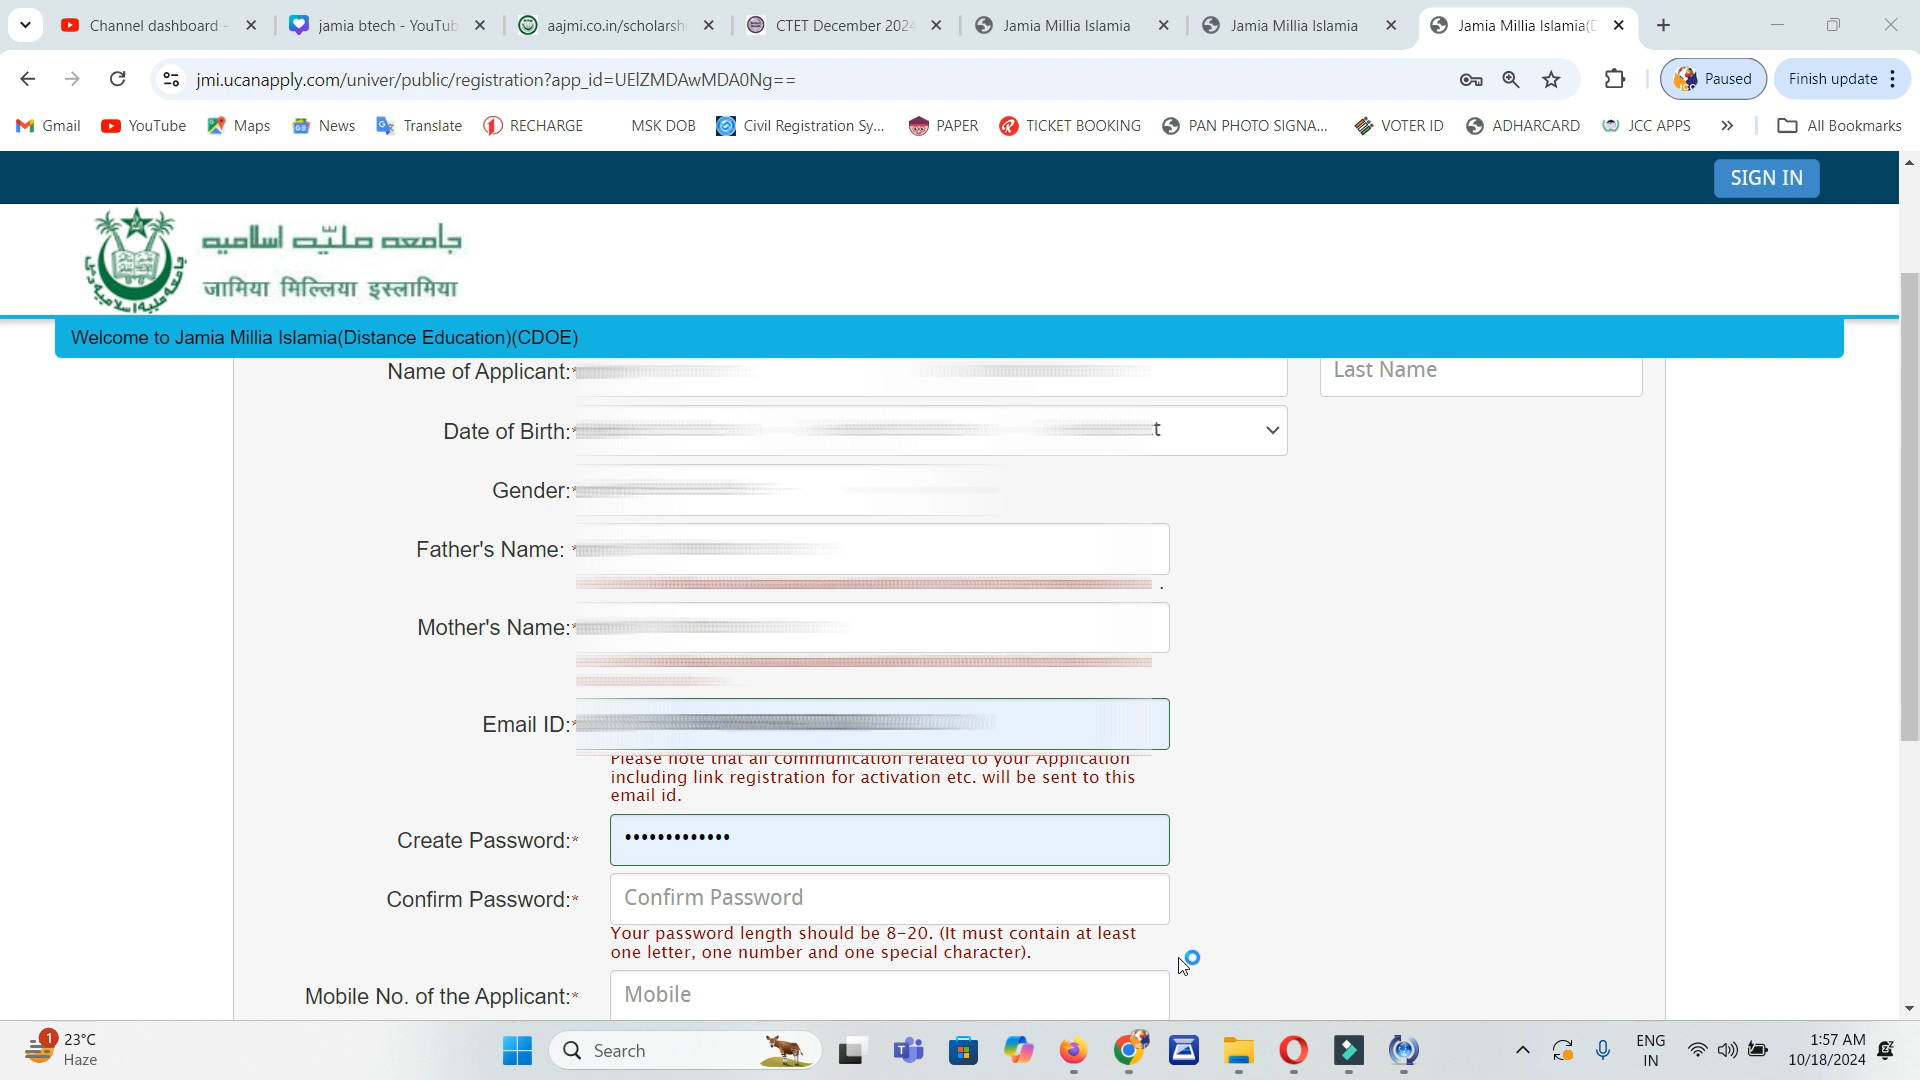 Channel dashboard -
jamia btech - YouTub
aajmi.co.in/scholarsh
CTET December 2024
Jamia Millia Islamia
Jamia Millia Islamia
Jamia Millia Islamia(D
jmi.ucanapply.com/univer/public/registration?app_id=UElZMDAwMDA0Ng==
Paused
Finish update
Gmail
YouTube
Maps
News
Translate
RECHARGE
MSK DOB
Civil Registration Sy...
PAPER
TICKET BOOKING
PAN PHOTO SIGNA...
VOTER ID
ADHARCARD
JCC APPS
»
All Bookmarks
SIGN IN
جامعہ ملیّہ اسلامیہ
जामिया मिल्लिया इस्लामिया
Welcome to Jamia Millia Islamia(Distance Education)(CDOE)
Name of Applicant:*
Last Name
Date of Birth:*
Gender:*
Father's Name: *
Mother's Name:*
Email ID:*
Please note that all communication related to your Application
including link registration for activation etc. will be sent to this
email id.
Create Password:*
•••••••••••••
Confirm Password:*
Confirm Password
Your password length should be 8-20. (It must contain at least
one letter, one number and one special character).
Mobile No. of the Applicant:*
Mobile
1
23°C
Haze
Search
ENG
IN
1:57 AM
10/18/2024